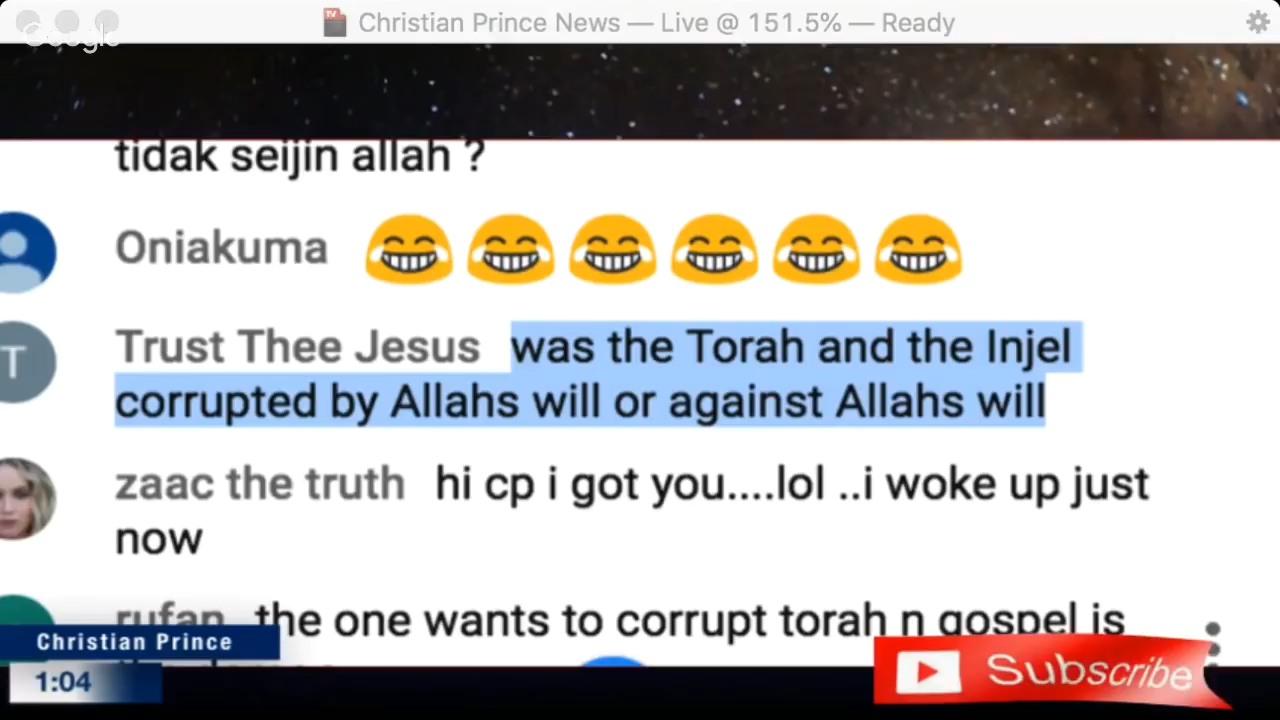 Christian Prince News — Live @ 151.5% — Ready
Google
tidak seijin allah ?
Oniakuma
Trust Thee Jesus was the Torah and the Injel
T
corrupted by Allahs will or against Allahs will
zaac the truth hi cp i got you....lol ..i woke up just
now
rufan the one wants to corrupt torah n gospel is
Christian Prince
1:04
Subscribe